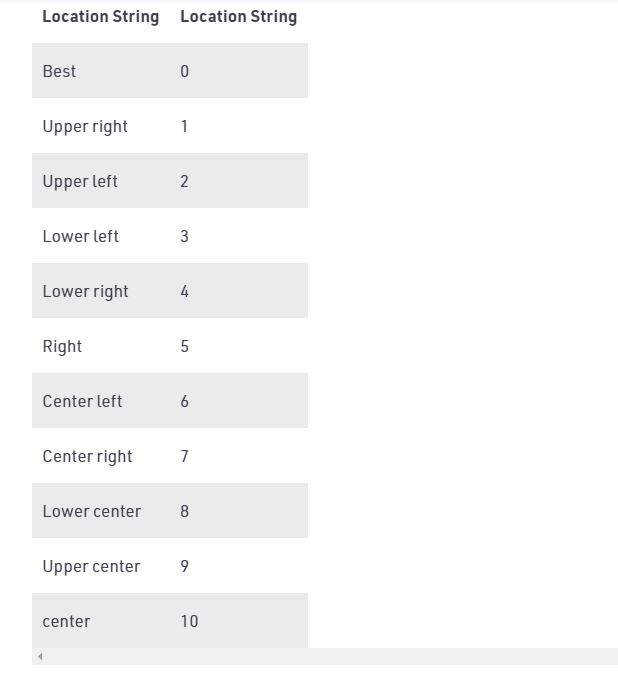 Location String Location String
Best 0
Upper right 1
Upper left 2
Lower left 3
Lower right 4
Right 5
Center left 6
Center right 7
Lower center 8
Upper center 9
center 10